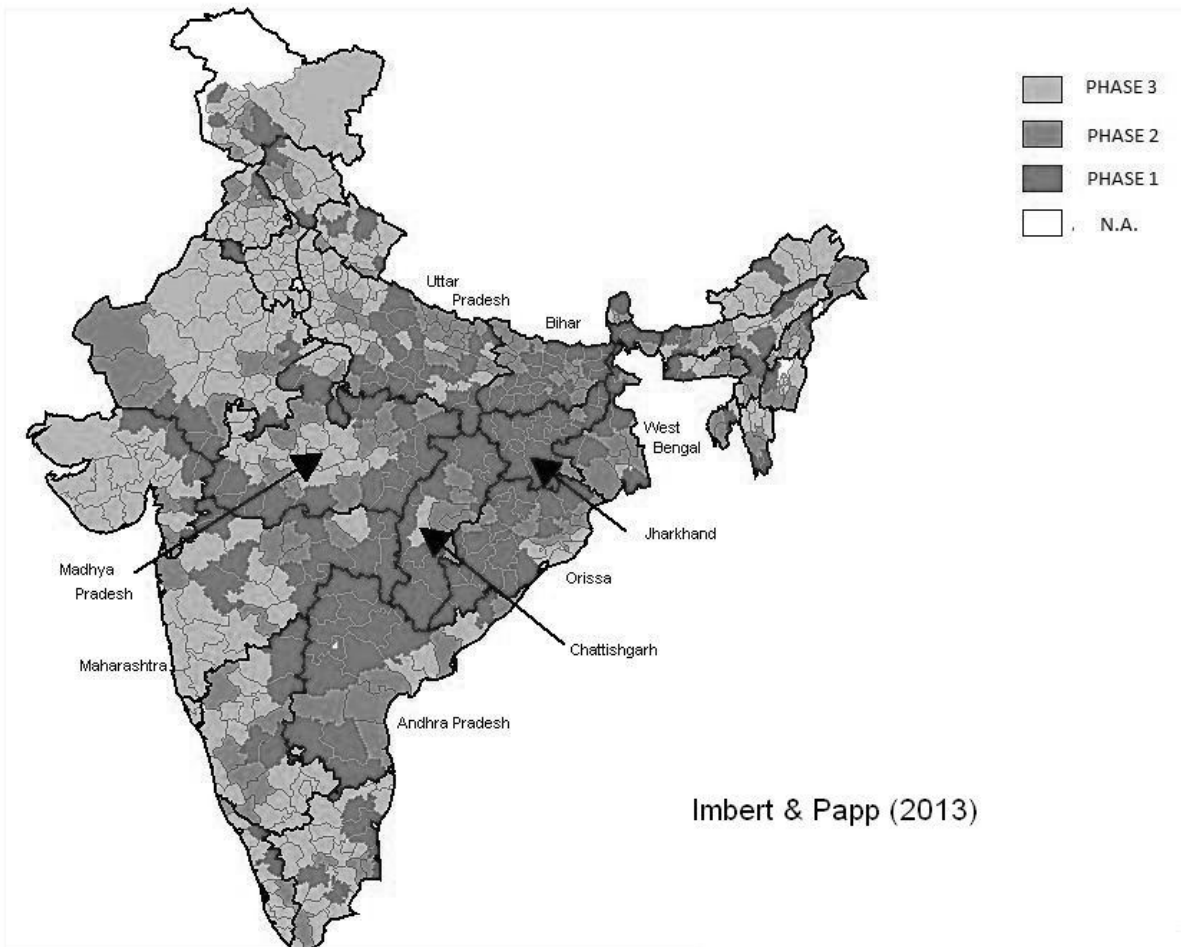 PHASE 3
PHASE 2
PHASE 1
. N.A.
Uttar
Pradesh
Bihar
West
Bengal
Jharkhand
Madhya
Pradesh
Orissa
Chattishgarh
Maharashtra
Andhra Pradesh
Imbert & Papp (2013)